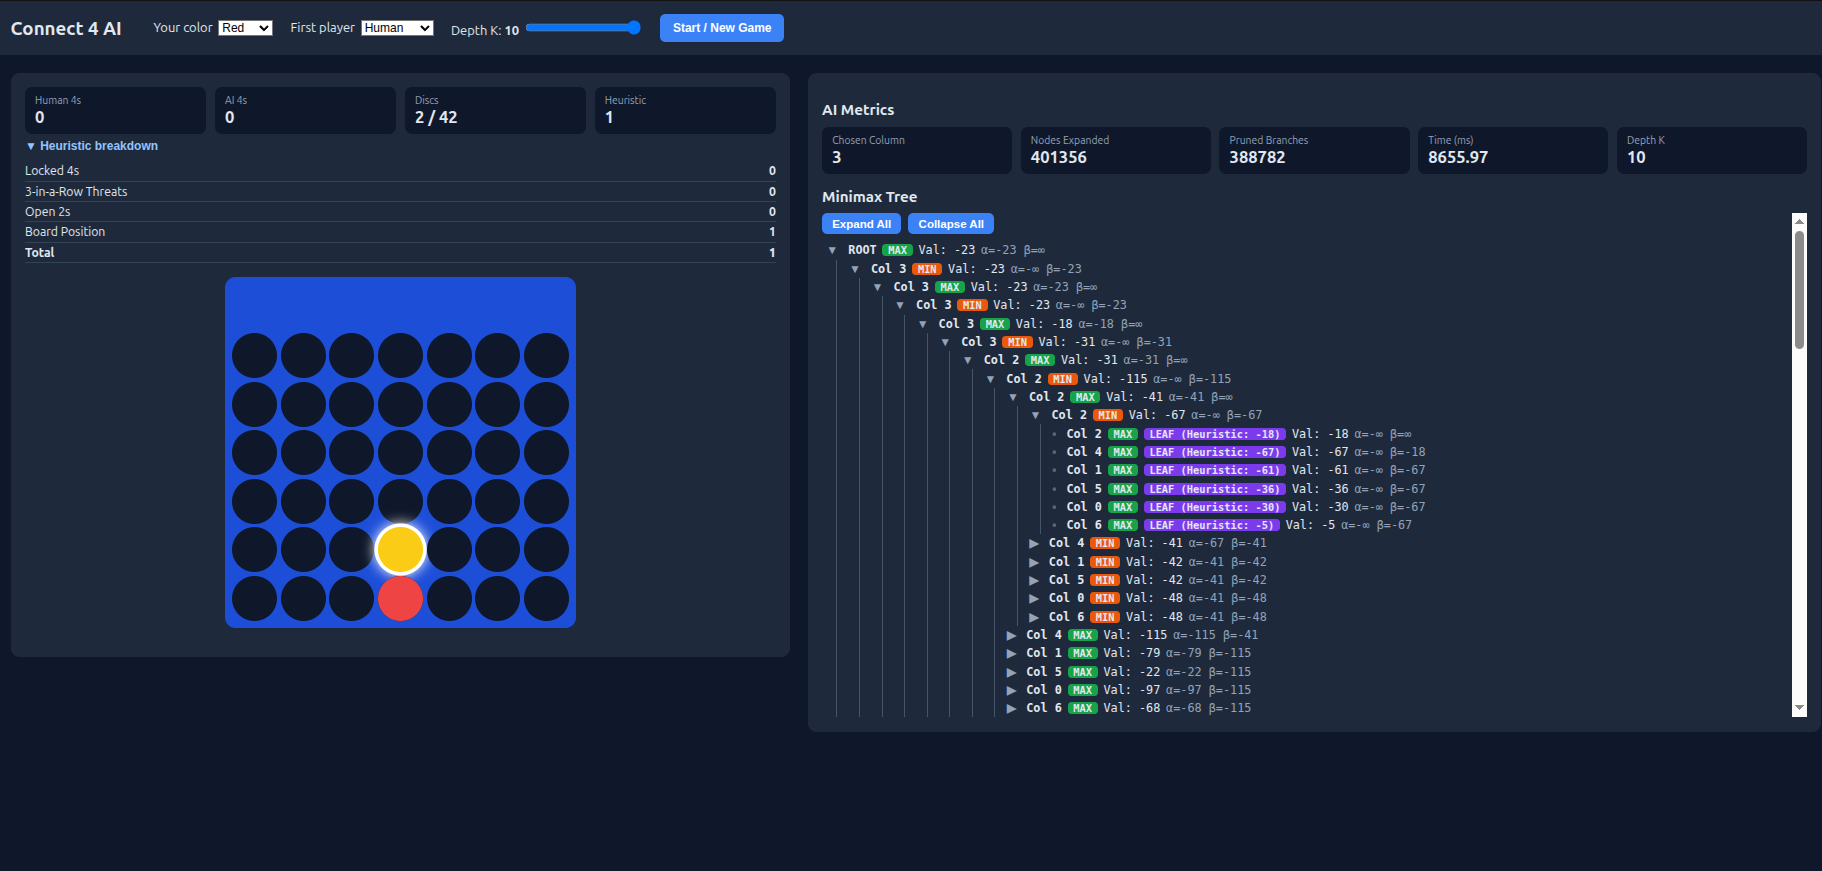 Connect 4 AI Your color Red First player Human Depth K: 10 Start / New Game
Human 4s AI 4s Discs Heuristic
0 0 2 / 42 1
▼ Heuristic breakdown
Locked 4s 0
3-in-a-Row Threats 0
Open 2s 0
Board Position 1
Total 1
AI Metrics
Chosen Column Nodes Expanded Pruned Branches Time (ms) Depth K
3 401356 388782 8655.97 10
Minimax Tree
Expand All Collapse All
▼ ROOT MAX Val: -23 α=-23 β=∞
▼ Col 3 MIN Val: -23 α=-∞ β=-23
▼ Col 3 MAX Val: -23 α=-23 β=∞
▼ Col 3 MIN Val: -23 α=-∞ β=-23
▼ Col 3 MAX Val: -18 α=-18 β=∞
▼ Col 3 MIN Val: -31 α=-∞ β=-31
▼ Col 2 MAX Val: -31 α=-31 β=∞
▼ Col 2 MIN Val: -115 α=-∞ β=-115
▼ Col 2 MAX Val: -41 α=-41 β=∞
▼ Col 2 MIN Val: -67 α=-∞ β=-67
• Col 2 MAX LEAF (Heuristic: -18) Val: -18 α=-∞ β=∞
• Col 4 MAX LEAF (Heuristic: -67) Val: -67 α=-∞ β=-18
• Col 1 MAX LEAF (Heuristic: -61) Val: -61 α=-∞ β=-67
• Col 5 MAX LEAF (Heuristic: -36) Val: -36 α=-∞ β=-67
• Col 0 MAX LEAF (Heuristic: -30) Val: -30 α=-∞ β=-67
• Col 6 MAX LEAF (Heuristic: -5) Val: -5 α=-∞ β=-67
▶ Col 4 MIN Val: -41 α=-67 β=-41
▶ Col 1 MIN Val: -42 α=-41 β=-42
▶ Col 5 MIN Val: -42 α=-41 β=-42
▶ Col 0 MIN Val: -48 α=-41 β=-48
▶ Col 6 MIN Val: -48 α=-41 β=-48
▶ Col 4 MAX Val: -115 α=-115 β=-41
▶ Col 1 MAX Val: -79 α=-79 β=-115
▶ Col 5 MAX Val: -22 α=-22 β=-115
▶ Col 0 MAX Val: -97 α=-97 β=-115
▶ Col 6 MAX Val: -68 α=-68 β=-115